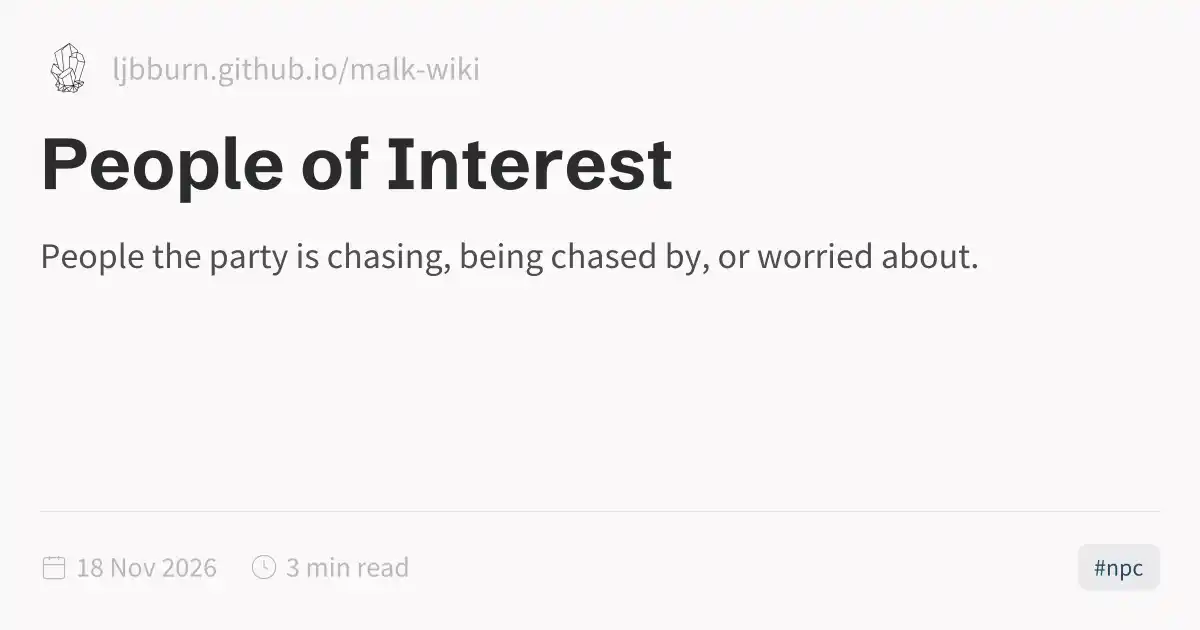 ljbburn.github.io/malk-wiki
People of Interest
People the party is chasing, being chased by, or worried about.
18 Nov 2026 3 min read #npc